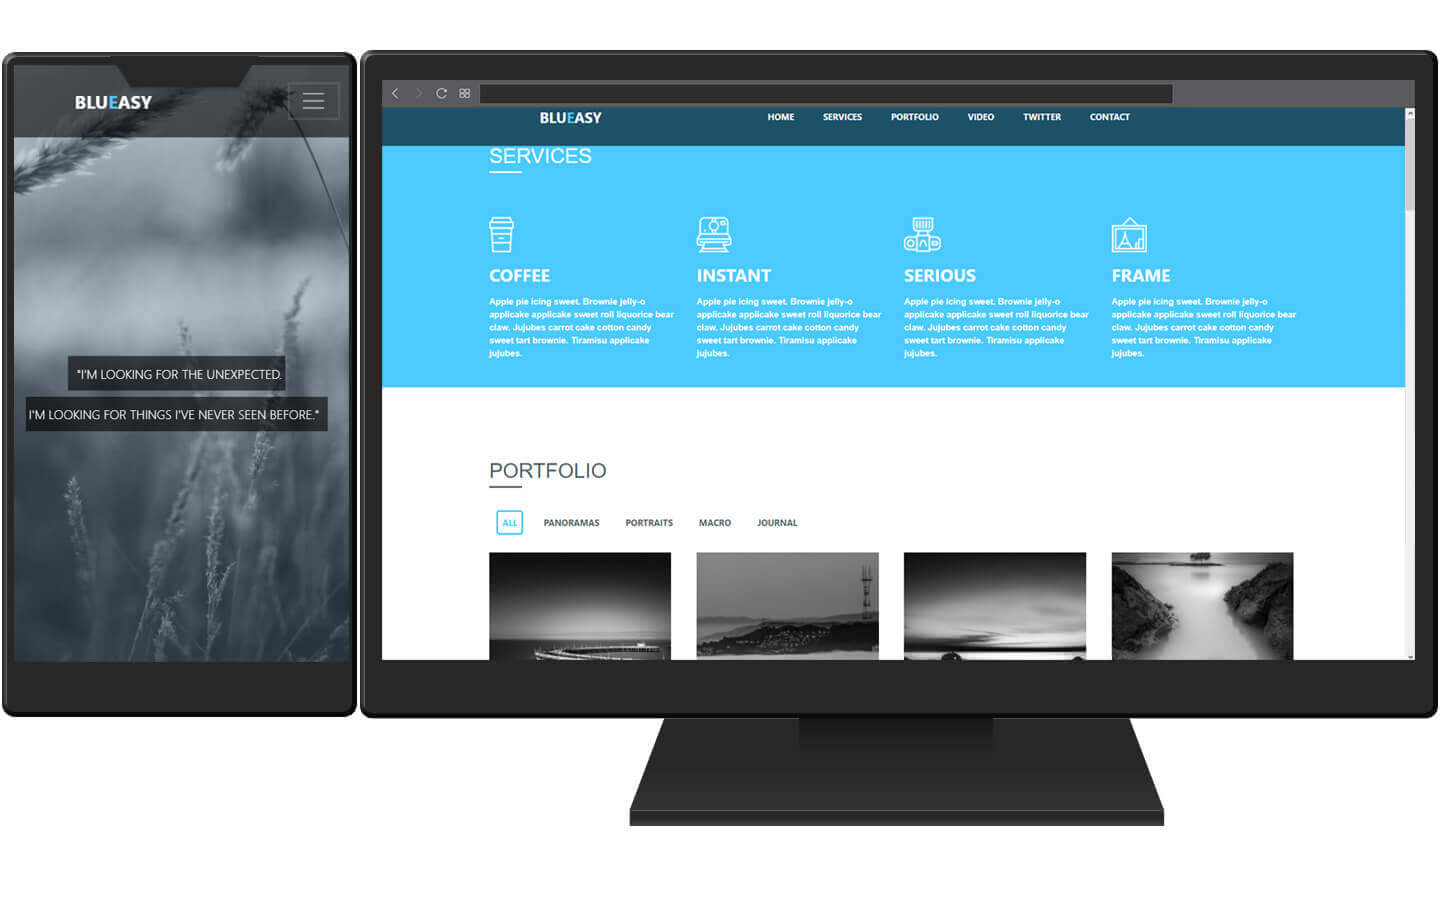 BLUEASY
"I'M LOOKING FOR THE UNEXPECTED.
I'M LOOKING FOR THINGS I'VE NEVER SEEN BEFORE."
BLUEASY HOME SERVICES PORTFOLIO VIDEO TWITTER CONTACT
SERVICES
COFFEE
Apple pie icing sweet. Brownie jelly-o
applicake applicake sweet roll liquorice bear
claw. Jujubes carrot cake cotton candy
sweet tart brownie. Tiramisu applicake
jujubes.
INSTANT
Apple pie icing sweet. Brownie jelly-o
applicake applicake sweet roll liquorice bear
claw. Jujubes carrot cake cotton candy
sweet tart brownie. Tiramisu applicake
jujubes.
SERIOUS
Apple pie icing sweet. Brownie jelly-o
applicake applicake sweet roll liquorice bear
claw. Jujubes carrot cake cotton candy
sweet tart brownie. Tiramisu applicake
jujubes.
FRAME
Apple pie icing sweet. Brownie jelly-o
applicake applicake sweet roll liquorice bear
claw. Jujubes carrot cake cotton candy
sweet tart brownie. Tiramisu applicake
jujubes.
PORTFOLIO
ALL PANORAMAS PORTRAITS MACRO JOURNAL